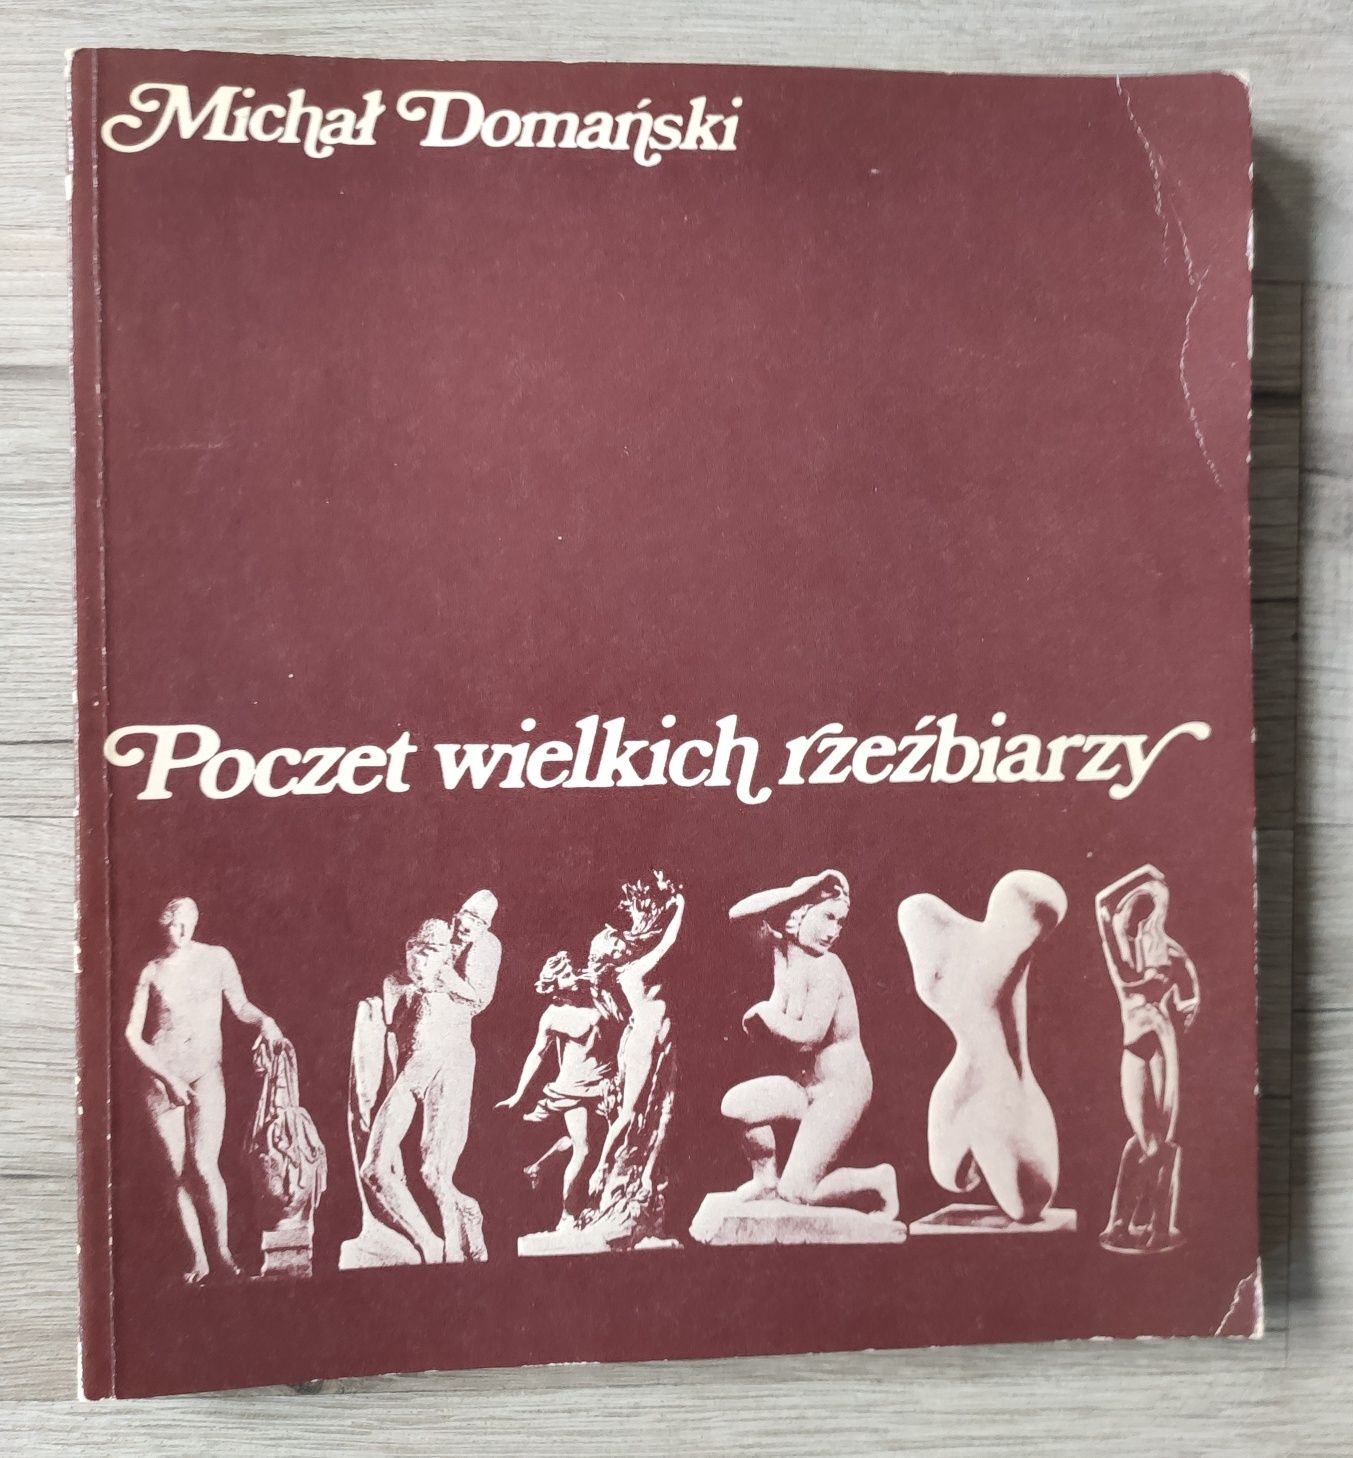 Michał Domański
Poczet wielkich rzeźbiarzy